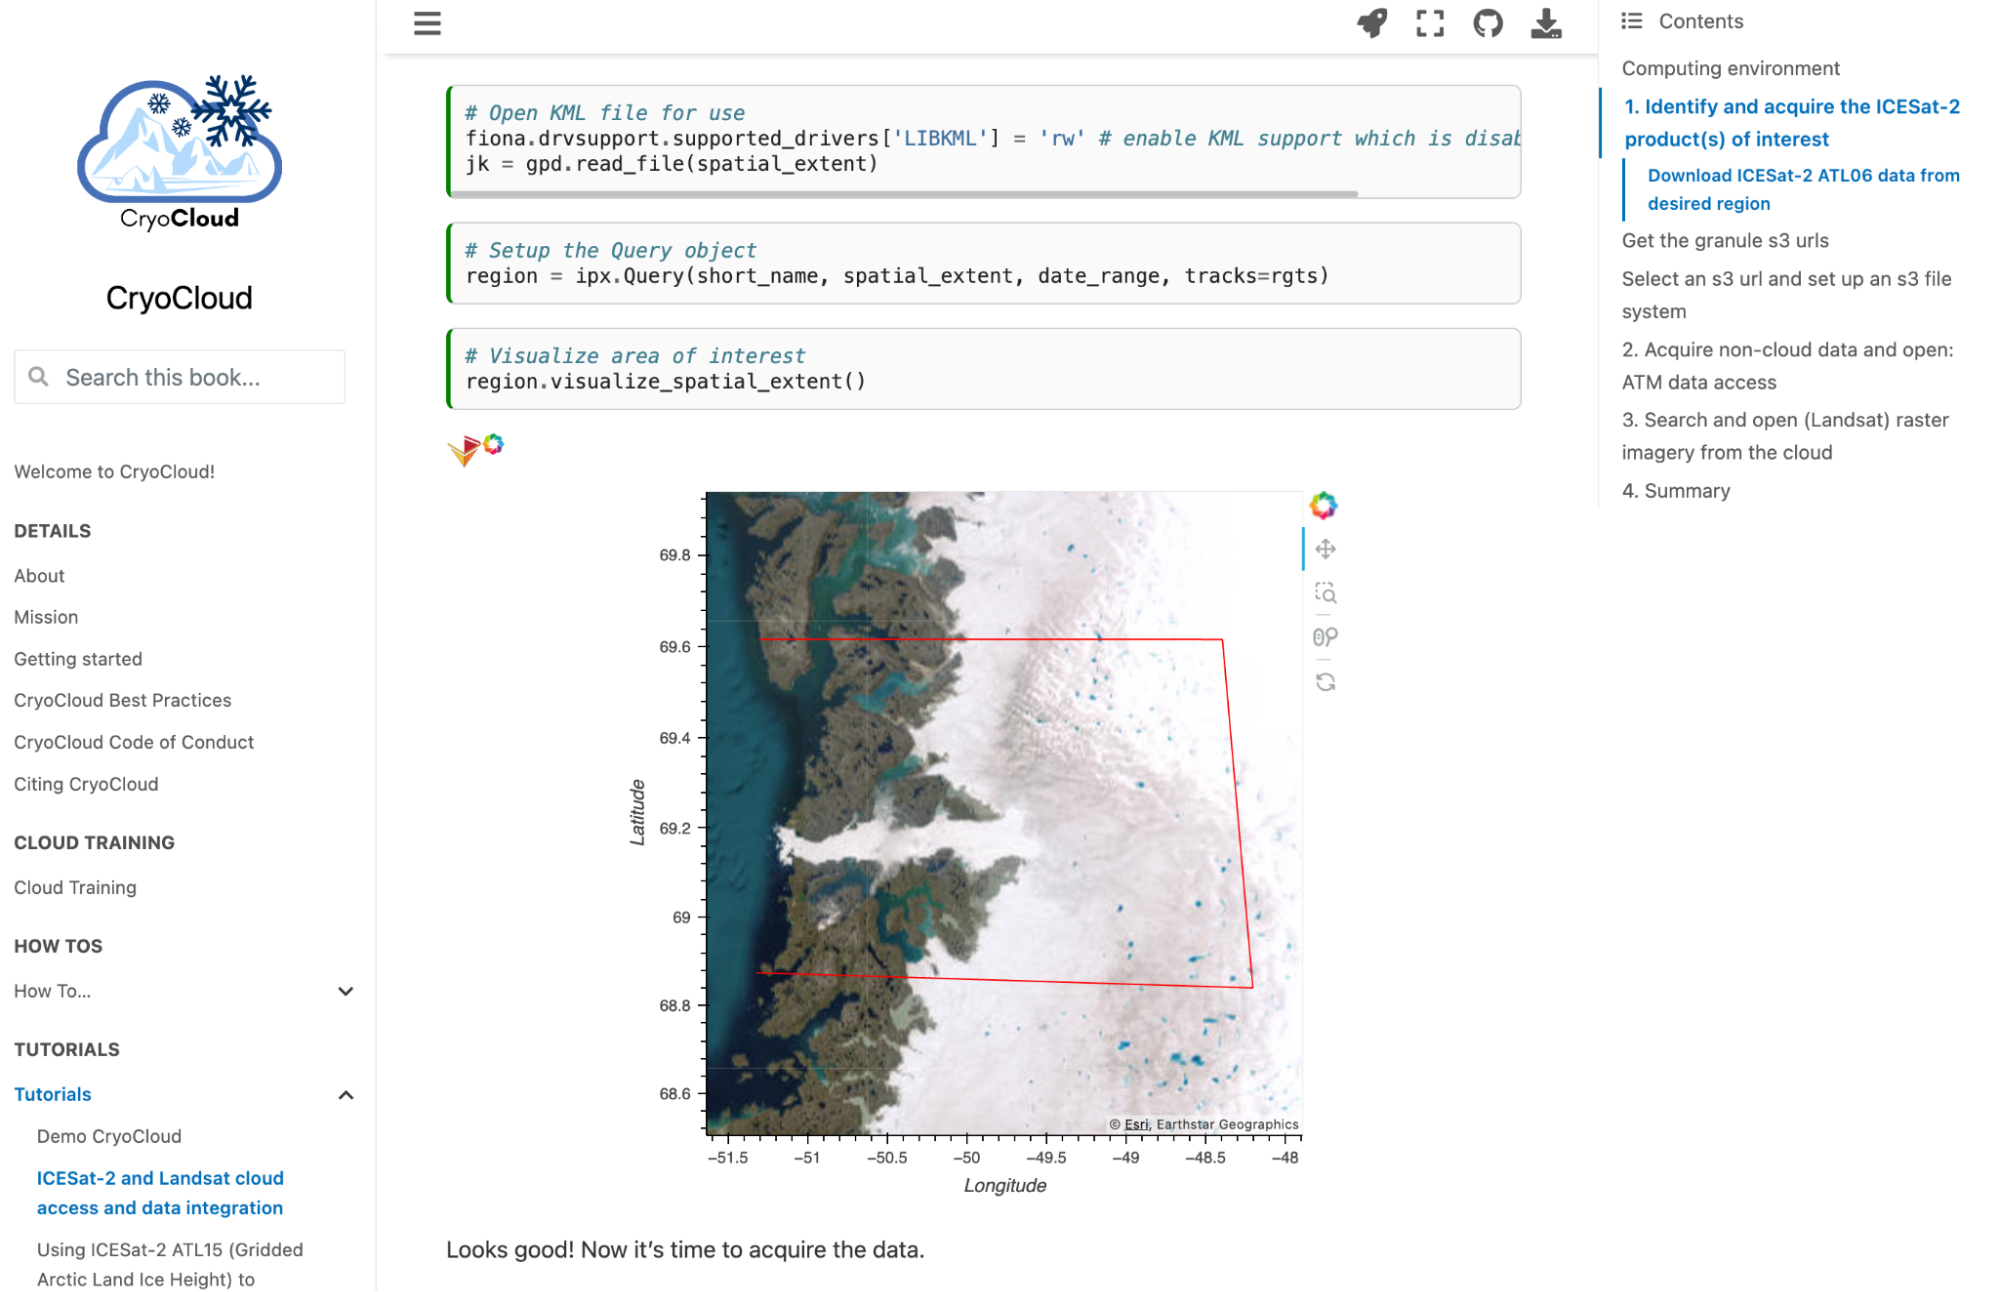 CryoCloud
CryoCloud
Search this book...
Welcome to CryoCloud!
DETAILS
About
Mission
Getting started
CryoCloud Best Practices
CryoCloud Code of Conduct
Citing CryoCloud
CLOUD TRAINING
Cloud Training
HOW TOS
How To...
TUTORIALS
Tutorials
Demo CryoCloud
ICESat-2 and Landsat cloud
access and data integration
Using ICESat-2 ATL15 (Gridded
Arctic Land Ice Height) to
# Open KML file for use
fiona.drvsupport.supported_drivers['LIBKML'] = 'rw' # enable KML support which is disab
jk = gpd.read_file(spatial_extent)
# Setup the Query object
region = ipx.Query(short_name, spatial_extent, date_range, tracks=rgts)
# Visualize area of interest
region.visualize_spatial_extent()
69.8
69.6
69.4
69.2
69
68.8
68.6
Latitude
© Esri, Earthstar Geographics
−51.5 −51 −50.5 −50 −49.5 −49 −48.5 −48
Longitude
Looks good! Now it’s time to acquire the data.
Contents
Computing environment
1. Identify and acquire the ICESat-2
product(s) of interest
Download ICESat-2 ATL06 data from
desired region
Get the granule s3 urls
Select an s3 url and set up an s3 file
system
2. Acquire non-cloud data and open:
ATM data access
3. Search and open (Landsat) raster
imagery from the cloud
4. Summary